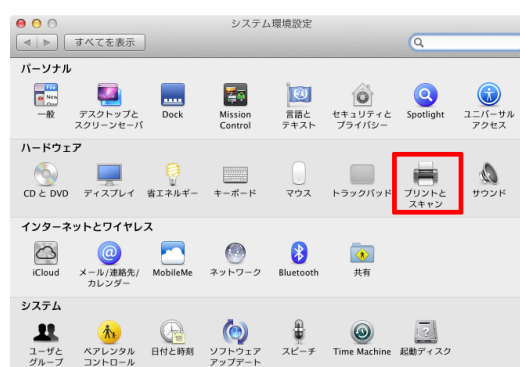 システム環境設定
すべてを表示
パーソナル
File
New
一般
デスクトップと
スクリーンセーバ
Dock
Mission
Control
言語と
テキスト
セキュリティと
プライバシー
Spotlight
ユニバーサル
アクセス
ハードウェア
CD と DVD
ディスプレイ
省エネルギー
キーボード
マウス
トラックパッド
プリントと
スキャン
サウンド
インターネットとワイヤレス
iCloud
メール/連絡先/
カレンダー
MobileMe
ネットワーク
Bluetooth
共有
システム
ユーザと
グループ
ペアレンタル
コントロール
日付と時刻
ソフトウェア
アップデート
スピーチ
Time Machine
起動ディスク